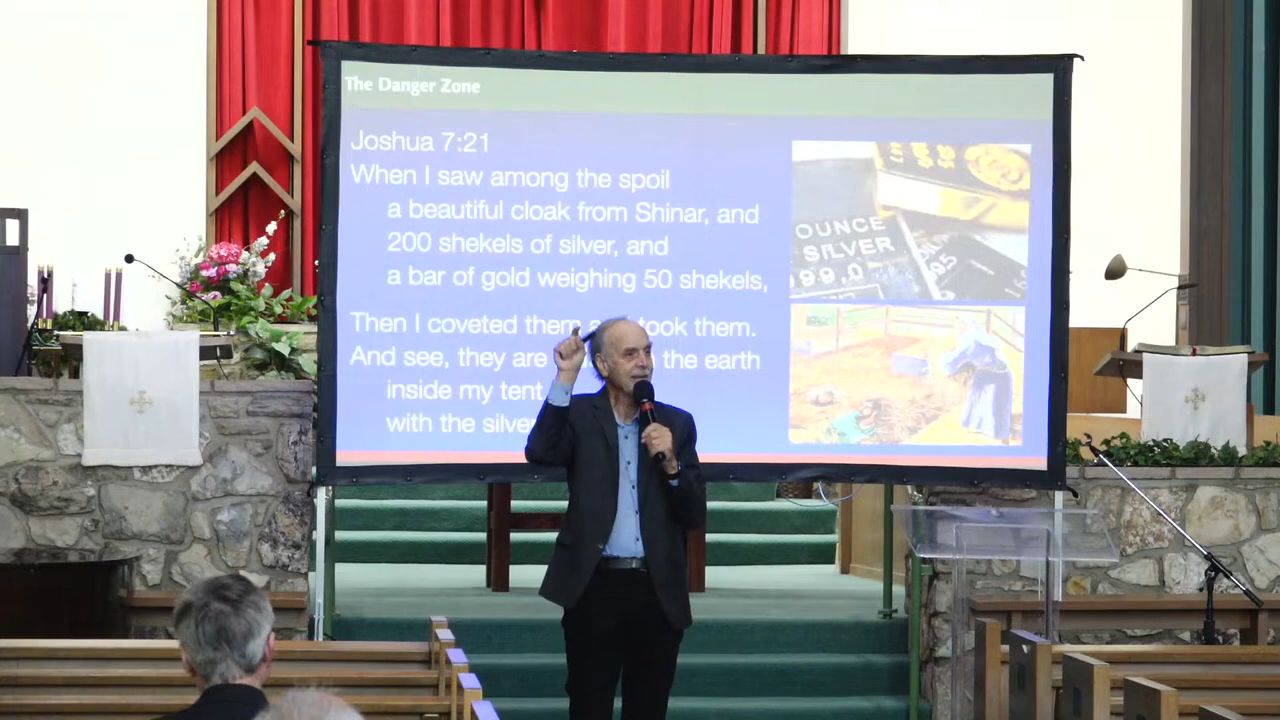 The Danger Zone
Joshua 7:21
When I saw among the spoil
a beautiful cloak from Shinar, and
200 shekels of silver, and
a bar of gold weighing 50 shekels,
Then I coveted them took them.
And see, they are the earth
inside my tent
with the silver
OUNCE
SILVER
999.0